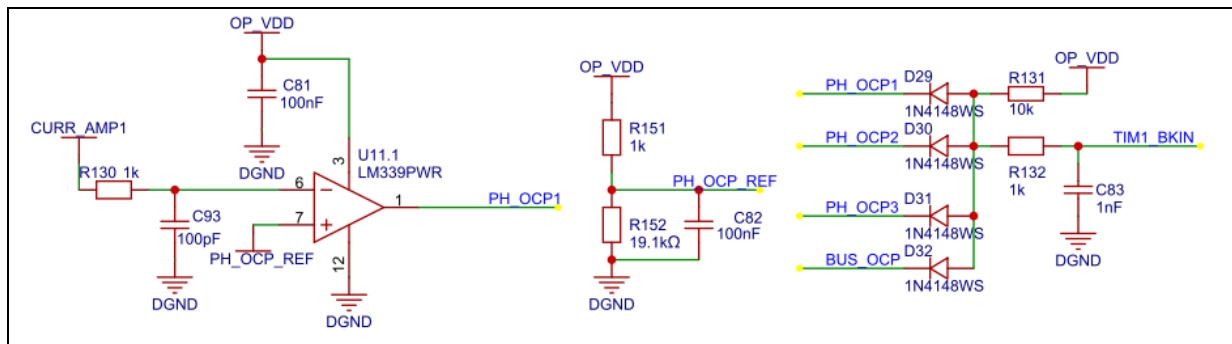 OP_VDD
C81
100nF
DGND
CURR_AMP1
R130 1k
C93
100pF
DGND
3
U11.1
LM339PWR
6
7
1
12
PH_OCP_REF
PH_OCP1
DGND
OP_VDD
R151
1k
PH_OCP_REF
R152
19.1kΩ
C82
100nF
DGND
PH_OCP1
D29
1N4148WS
PH_OCP2
D30
1N4148WS
PH_OCP3
D31
1N4148WS
BUS_OCP
D32
1N4148WS
OP_VDD
R131
10k
R132
1k
TIM1_BKIN
C83
1nF
DGND